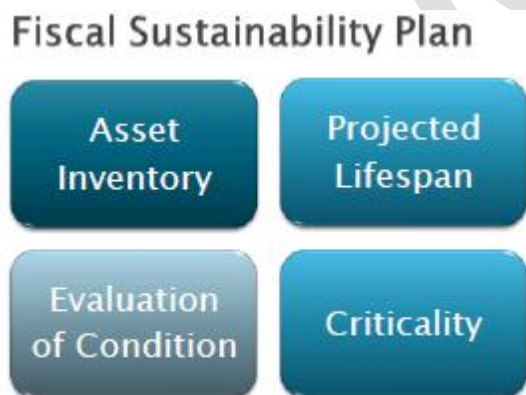 Fiscal Sustainability Plan
Asset
Inventory
Projected
Lifespan
Evaluation
of Condition
Criticality